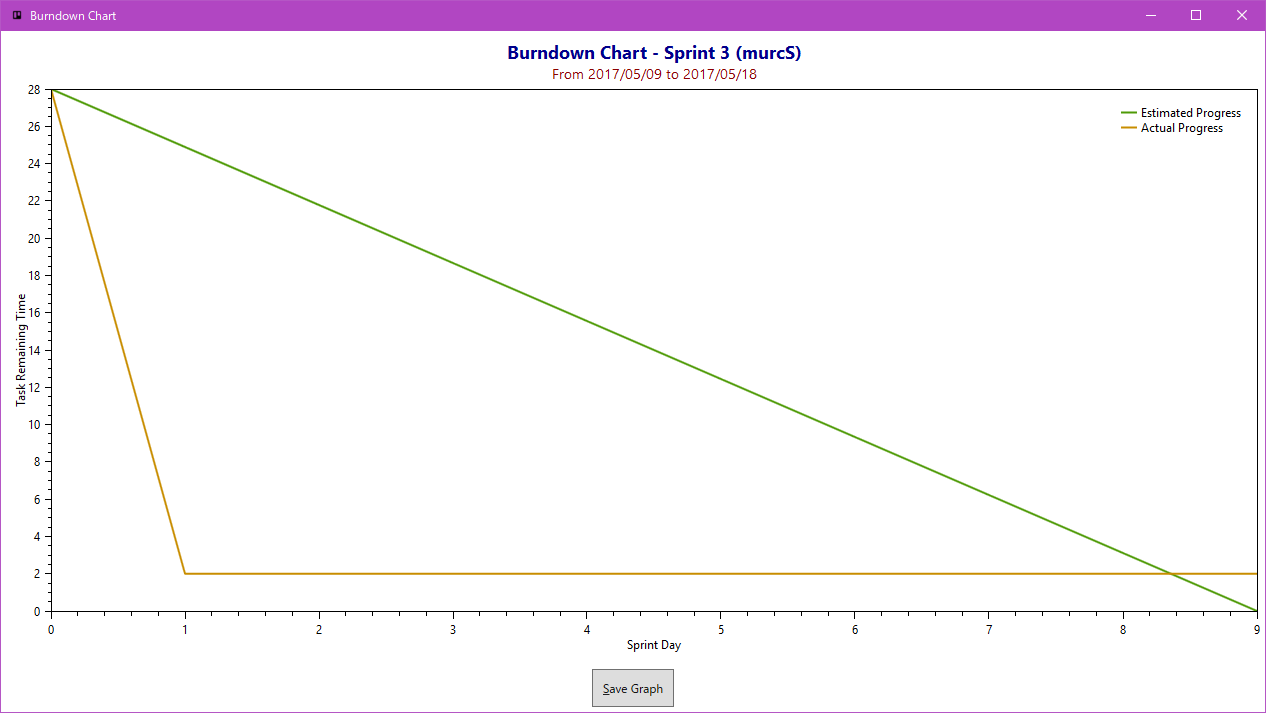 Burndown Chart
Burndown Chart - Sprint 3 (murcS)
From 2017/05/09 to 2017/05/18
Estimated Progress
Actual Progress
Task Remaining Time
28
26
24
22
20
18
16
14
12
10
8
6
4
2
0
0 1 2 3 4 5 6 7 8 9
Sprint Day
Save Graph